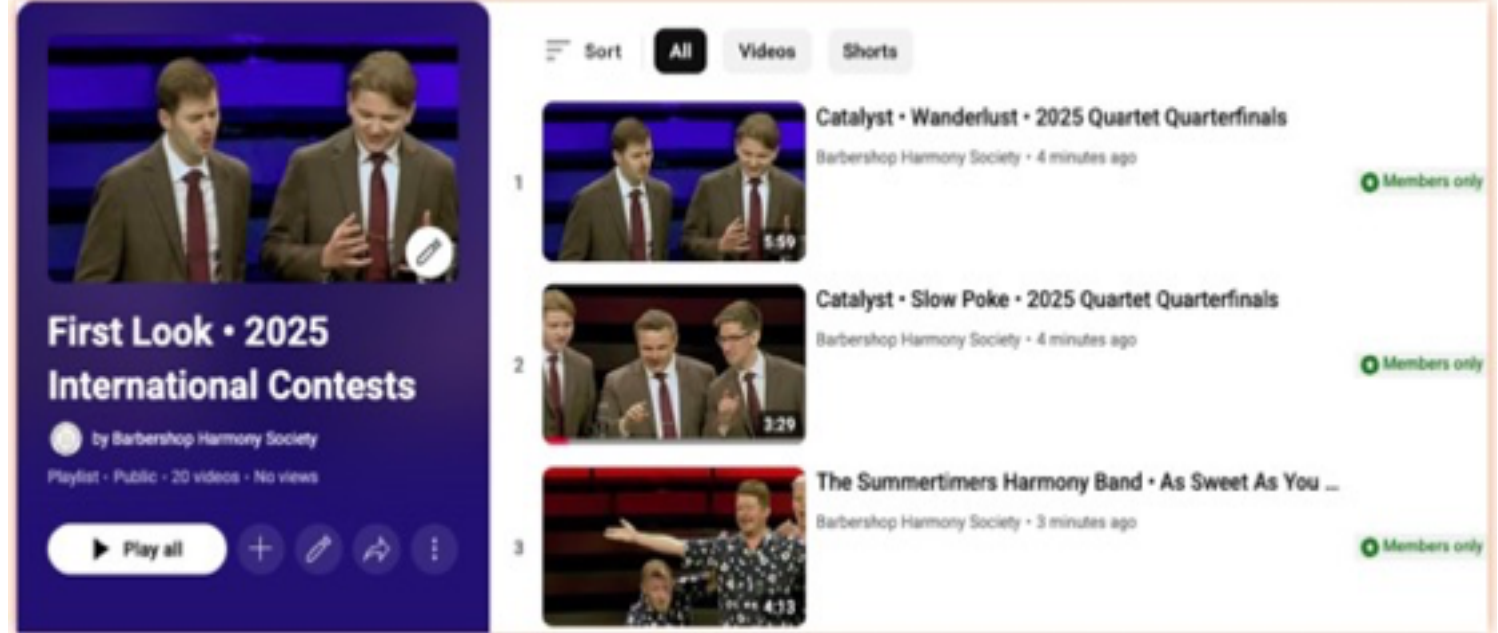 First Look • 2025
International Contests
by Barbershop Harmony Society
Playlist • Public • 20 videos • No views
Play all
Sort
All
Videos
Shorts
1
5:59
Catalyst • Wanderlust • 2025 Quartet Quarterfinals
Barbershop Harmony Society • 4 minutes ago
Members only
2
3:29
Catalyst • Slow Poke • 2025 Quartet Quarterfinals
Barbershop Harmony Society • 4 minutes ago
Members only
3
4:13
The Summertimers Harmony Band • As Sweet As You ...
Barbershop Harmony Society • 3 minutes ago
Members only